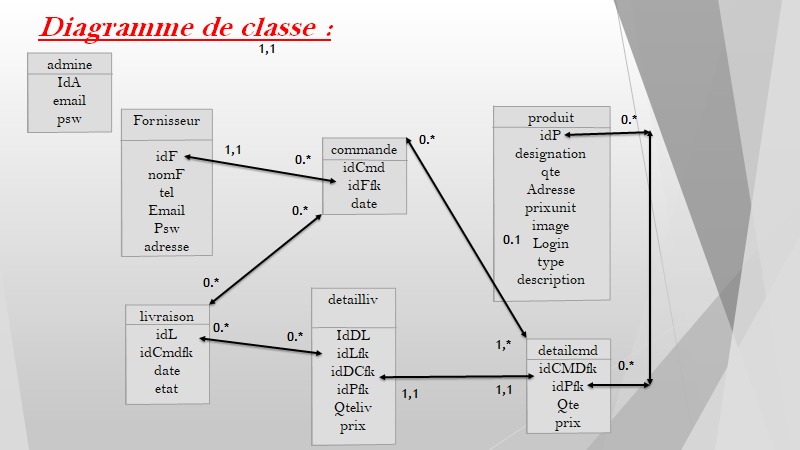 Diagramme de classe :
1,1
admine
IdA
email
psw
Fornisseur
idF
nomF
tel
Email
Psw
adresse
1,1
0.*
commande
idCmd
idFfk
date
0.*
0.*
0.*
produit
idP
designation
qte
Adresse
prixunit
image
Login
type
description
0.*
0.1
livraison
idL
idCmdfk
date
etat
0.*
0.*
detailliv
IdDL
idLfk
idDCfk
idPfk
Qteliv
prix
1,1
1,1
1,*
detailcmd
idCMDfk
idPfk
Qte
prix
0.*